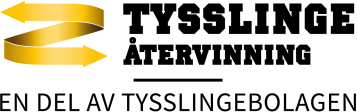 TYSSLINGE
ÅTERVINNING
EN DEL AV TYSSLINGEBOLAGEN